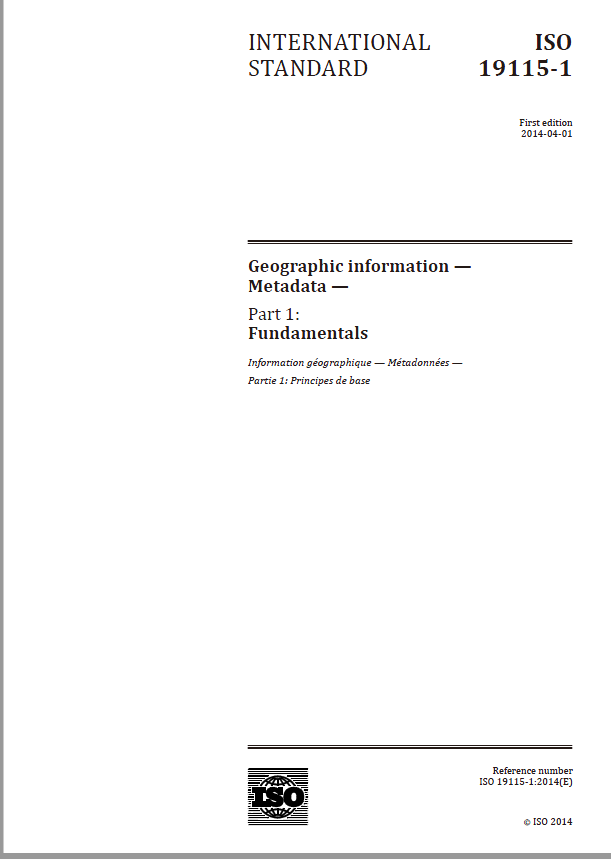 INTERNATIONAL
STANDARD
ISO
19115-1
First edition
2014-04-01
Geographic information —
Metadata —
Part 1:
Fundamentals
Information géographique — Métadonnées —
Partie 1: Principes de base
ISO
Reference number
ISO 19115-1:2014(E)
© ISO 2014